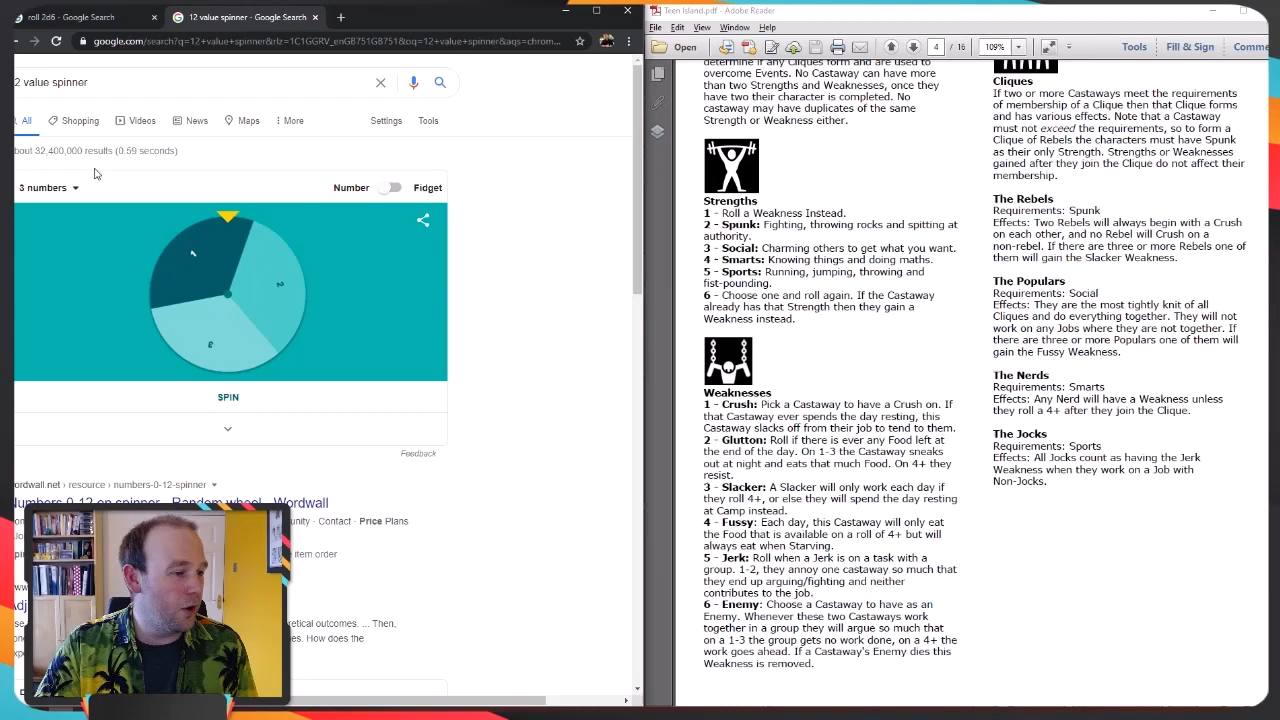 roll dice - Google Search
12 value spinner - Google Search
google.com/search?q=12+value+spinner&rlz=1C1GGRV_enGB751GB751&oq=12+value+spinner&aqs=chrom...
2 value spinner
All
Shopping
Videos
News
Maps
More
Settings
Tools
bout 32,400,000 results (0.59 seconds)
3 numbers
Number
Fidget
1
2
3
SPIN
Feedback
ordwall.net › resource › numbers-0-12-spinner
Numbers 0-12 on spinner - Random wheel - Wordwall
unity · Contact · Price Plans
item order
retical outcomes. ... Then,
es. How does the
Teen Island.pdf - Adobe Reader
File Edit View Window Help
Open
4 / 16
109%
Tools
Fill & Sign
Comme
determine if any Cliques form and are used to
overcome Events. No Castaway can have more
than two Strengths and Weaknesses, once they
have two their character is completed. No
castaway may have duplicates of the same
Strength or Weakness either.
Strengths
1 - Roll a Weakness Instead.
2 - Spunk: Fighting, throwing rocks and spitting at
authority.
3 - Social: Charming others to get what you want.
4 - Smarts: Knowing things and doing maths.
5 - Sports: Running, jumping, throwing and
fist-pounding.
6 - Choose one and roll again. If the Castaway
already has that Strength then they gain a
Weakness instead.
Weaknesses
1 - Crush: Pick a Castaway to have a Crush on. If
that Castaway ever spends the day resting, this
Castaway slacks off from their job to tend to them.
2 - Glutton: Roll if there is ever any Food left at
the end of the day. On 1-3 the Castaway sneaks
out at night and eats that much Food. On 4+ they
resist.
3 - Slacker: A Slacker will only work each day if
they roll 4+, or else they will spend the day resting
at Camp instead.
4 - Fussy: Each day, this Castaway will only eat
the Food that is available on a roll of 4+ but will
always eat when Starving.
5 - Jerk: Roll when a Jerk is on a task with a
group. 1-2, they annoy one castaway so much that
they end up arguing/fighting and neither
contributes to the job.
6 - Enemy: Choose a Castaway to have as an
Enemy. Whenever these two Castaways work
together in a group they will argue so much that
on a 1-3 the group gets no work done, on a 4+ the
work goes ahead. If a Castaway's Enemy dies this
Weakness is removed.
Cliques
If two or more Castaways meet the requirements
of membership of a Clique then that Clique forms
and has various effects. Note that a Castaway
must not exceed the requirements, so to form a
Clique of Rebels the characters must have Spunk
as their only Strength. Strengths or Weaknesses
gained after they join the Clique do not affect their
membership.
The Rebels
Requirements: Spunk
Effects: Two Rebels will always begin with a Crush
on each other, and no Rebel will Crush on a
non-rebel. If there are three or more Rebels one of
them will gain the Slacker Weakness.
The Populars
Requirements: Social
Effects: They are the most tightly knit of all
Cliques and do everything together. They will not
work on any Jobs where they are not together. If
there are three or more Populars one of them will
gain the Fussy Weakness.
The Nerds
Requirements: Smarts
Effects: Any Nerd will have a Weakness unless
they roll a 4+ after they join the Clique.
The Jocks
Requirements: Sports
Effects: All Jocks count as having the Jerk
Weakness when they work on a Job with
Non-Jocks.